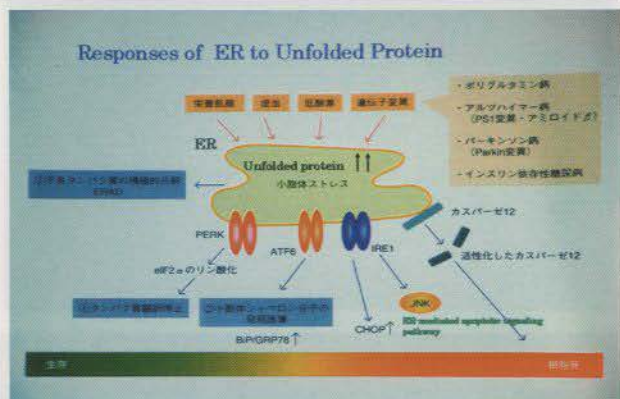 Responses of ER to Unfolded Protein
栄養飢餓
虚血
低酸素
遺伝子変異
・ポリグルタミン病
・アルツハイマー病
(PS1変異・アミロイドβ)
・パーキンソン病
(Parkin変異)
・インスリン依存性糖尿病
ER
Unfolded protein ↑↑
小胞体ストレス
カスパーゼ12
活性化したカスパーゼ12
PERK
ATF6
IRE1
eIF2αのリン酸化
JNK
ER mediated apoptotic signaling
pathway
CHOP↑
BiP/GRP78↑
生存
細胞死